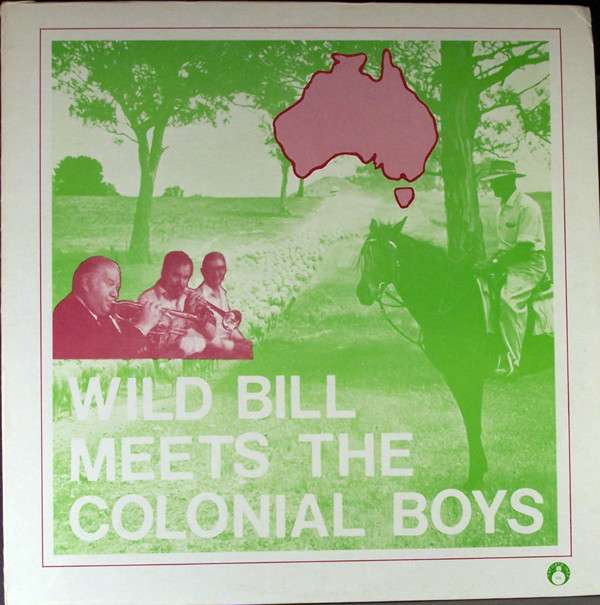 WILD BILL
MEETS THE
COLONIAL BOYS